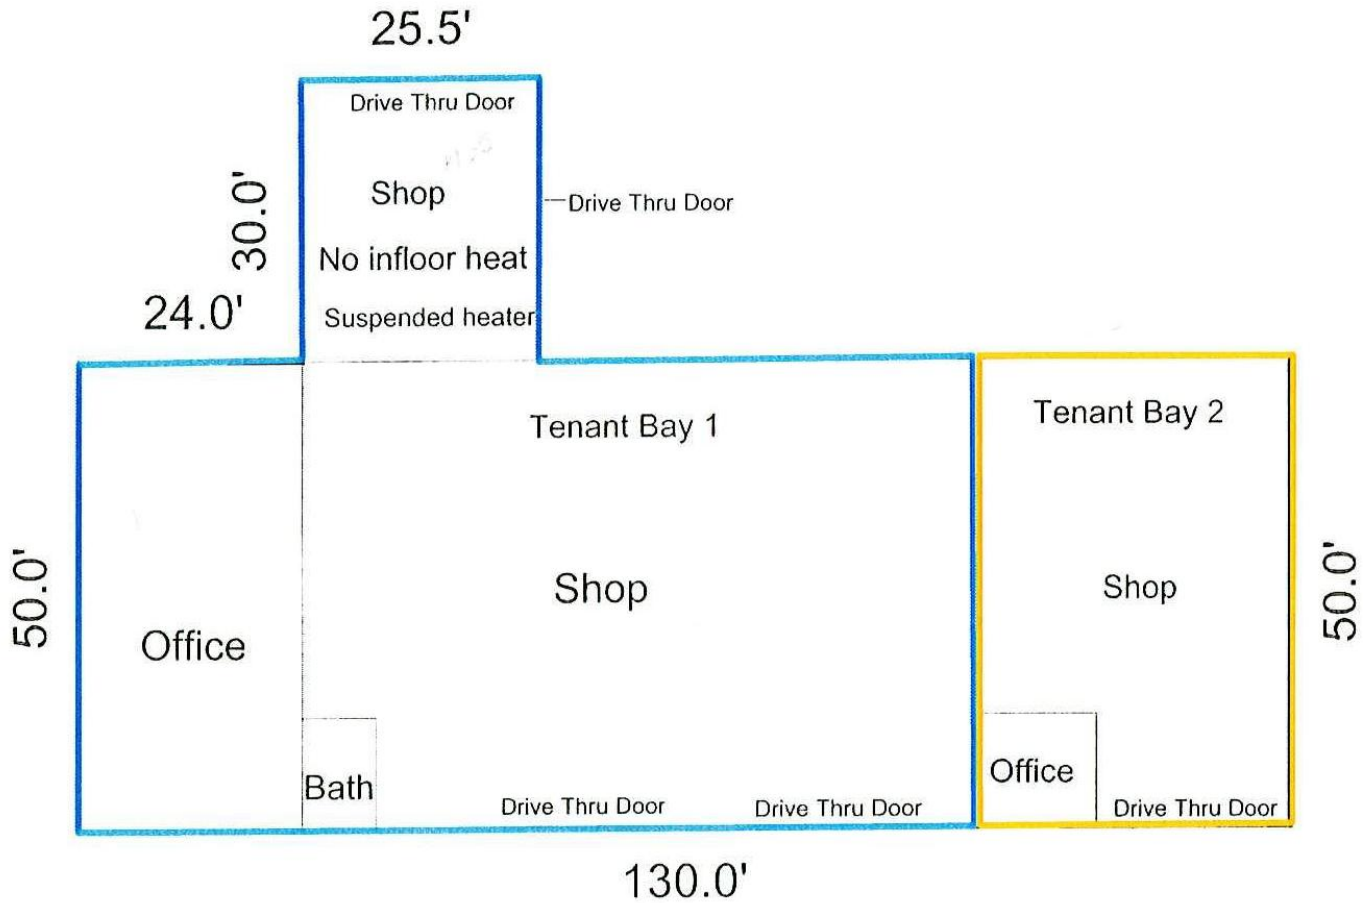 25.5'
Drive Thru Door
30.0'
Shop
Drive Thru Door
No infloor heat
24.0'
Suspended heater
Tenant Bay 1
Tenant Bay 2
50.0'
Office
Shop
Shop
50.0'
Bath
Drive Thru Door
Drive Thru Door
Office
Drive Thru Door
130.0'